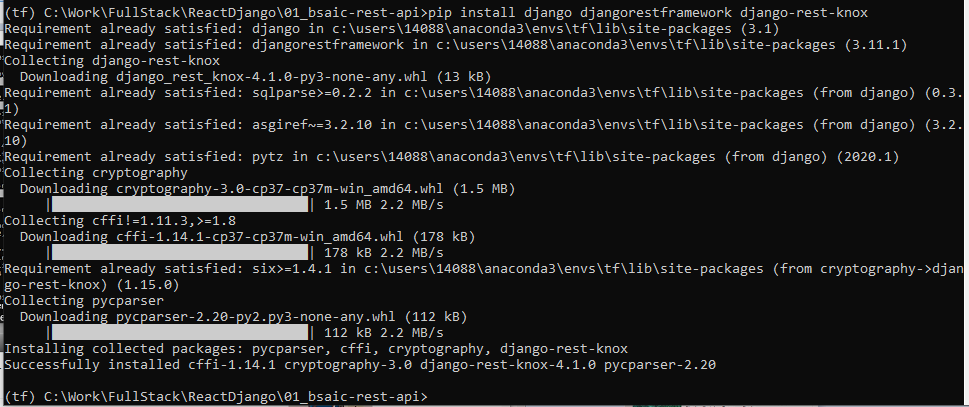 (tf) C:\Work\FullStack\ReactDjango\01_bsaic-rest-api>pip install django djangorestframework django-rest-knox
Requirement already satisfied: django in c:\users\14088\anaconda3\envs\tf\lib\site-packages (3.1)
Requirement already satisfied: djangorestframework in c:\users\14088\anaconda3\envs\tf\lib\site-packages (3.11.1)
Collecting django-rest-knox
  Downloading django_rest_knox-4.1.0-py3-none-any.whl (13 kB)
Requirement already satisfied: sqlparse>=0.2.2 in c:\users\14088\anaconda3\envs\tf\lib\site-packages (from django) (0.3.
1)
Requirement already satisfied: asgiref~=3.2.10 in c:\users\14088\anaconda3\envs\tf\lib\site-packages (from django) (3.2.
10)
Requirement already satisfied: pytz in c:\users\14088\anaconda3\envs\tf\lib\site-packages (from django) (2020.1)
Collecting cryptography
  Downloading cryptography-3.0-cp37-cp37m-win_amd64.whl (1.5 MB)
     |████████████████████████████████| 1.5 MB 2.2 MB/s
Collecting cffi!=1.11.3,>=1.8
  Downloading cffi-1.14.1-cp37-cp37m-win_amd64.whl (178 kB)
     |████████████████████████████████| 178 kB 2.2 MB/s
Requirement already satisfied: six>=1.4.1 in c:\users\14088\anaconda3\envs\tf\lib\site-packages (from cryptography->djan
go-rest-knox) (1.15.0)
Collecting pycparser
  Downloading pycparser-2.20-py2.py3-none-any.whl (112 kB)
     |████████████████████████████████| 112 kB 2.2 MB/s
Installing collected packages: pycparser, cffi, cryptography, django-rest-knox
Successfully installed cffi-1.14.1 cryptography-3.0 django-rest-knox-4.1.0 pycparser-2.20
(tf) C:\Work\FullStack\ReactDjango\01_bsaic-rest-api>